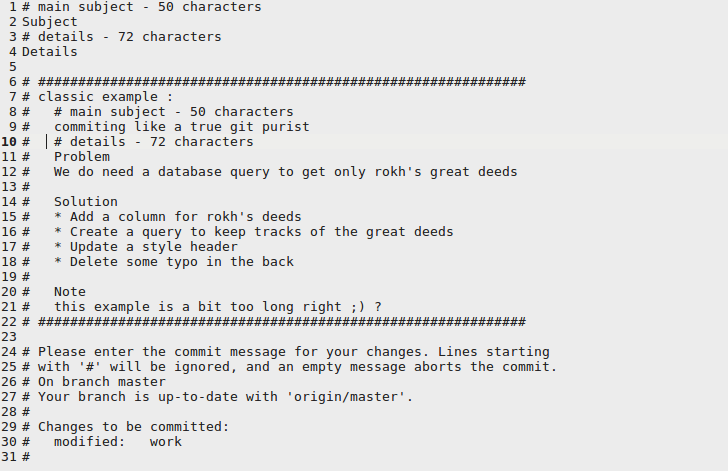 1 # main subject - 50 characters
2 Subject
3 # details - 72 characters
4 Details
5
6 # #############################################################
7 # classic example :
8 #   # main subject - 50 characters
9 #   commiting like a true git purist
10 #   # details - 72 characters
11 #   Problem
12 #   We do need a database query to get only rokh's great deeds
13 #
14 #   Solution
15 #   * Add a column for rokh's deeds
16 #   * Create a query to keep tracks of the great deeds
17 #   * Update a style header
18 #   * Delete some typo in the back
19 #
20 #   Note
21 #   this example is a bit too long right ;) ?
22 # #############################################################
23
24 # Please enter the commit message for your changes. Lines starting
25 # with '#' will be ignored, and an empty message aborts the commit.
26 # On branch master
27 # Your branch is up-to-date with 'origin/master'.
28 #
29 # Changes to be committed:
30 #   modified:   work
31 #